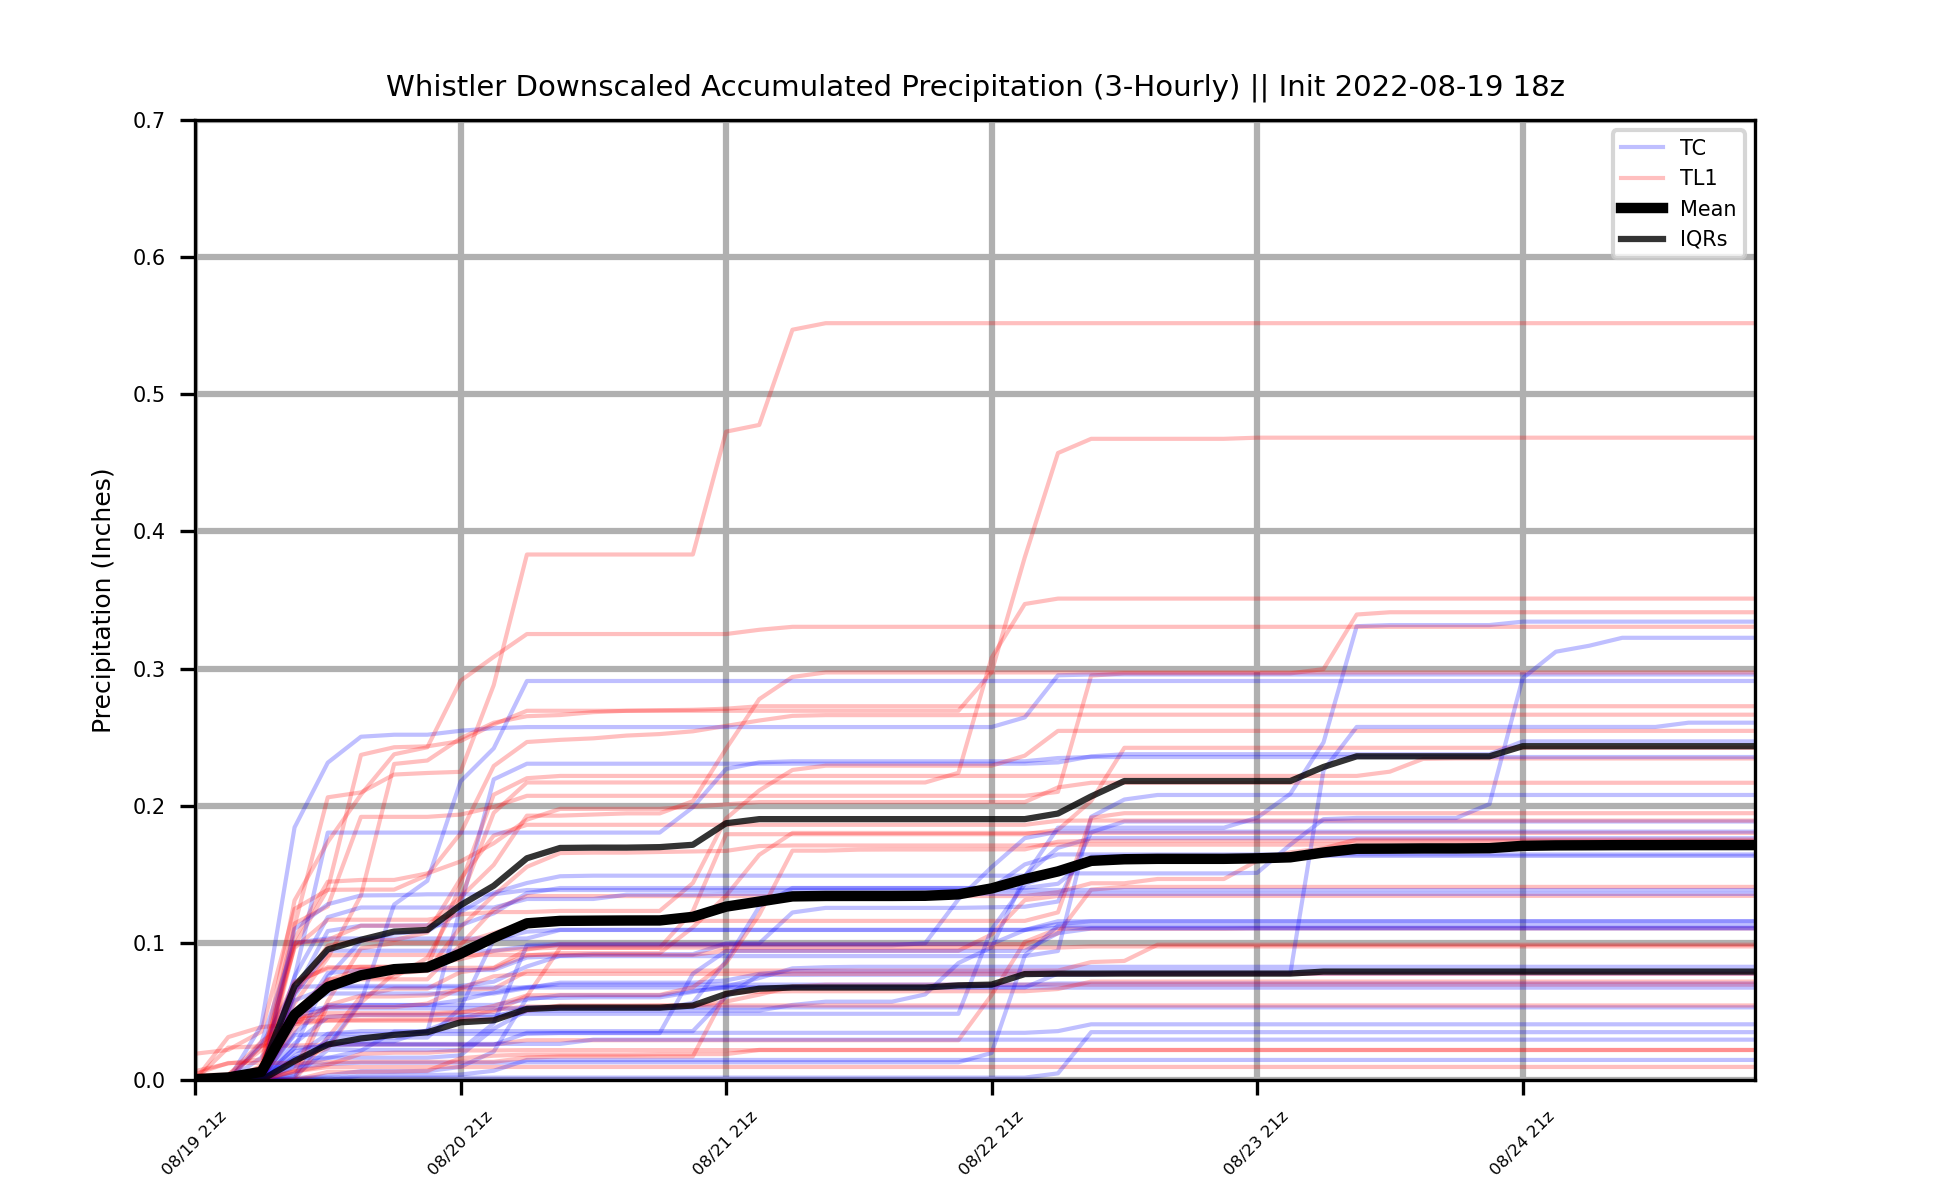 Whistler Downscaled Accumulated Precipitation (3-Hourly) || Init 2022-08-19 18z
TC
TL1
Mean
IQRs
Precipitation (Inches)
0.7
0.6
0.5
0.4
0.3
0.2
0.1
0.0
08/19 21z
08/20 21z
08/21 21z
08/22 21z
08/23 21z
08/24 21z